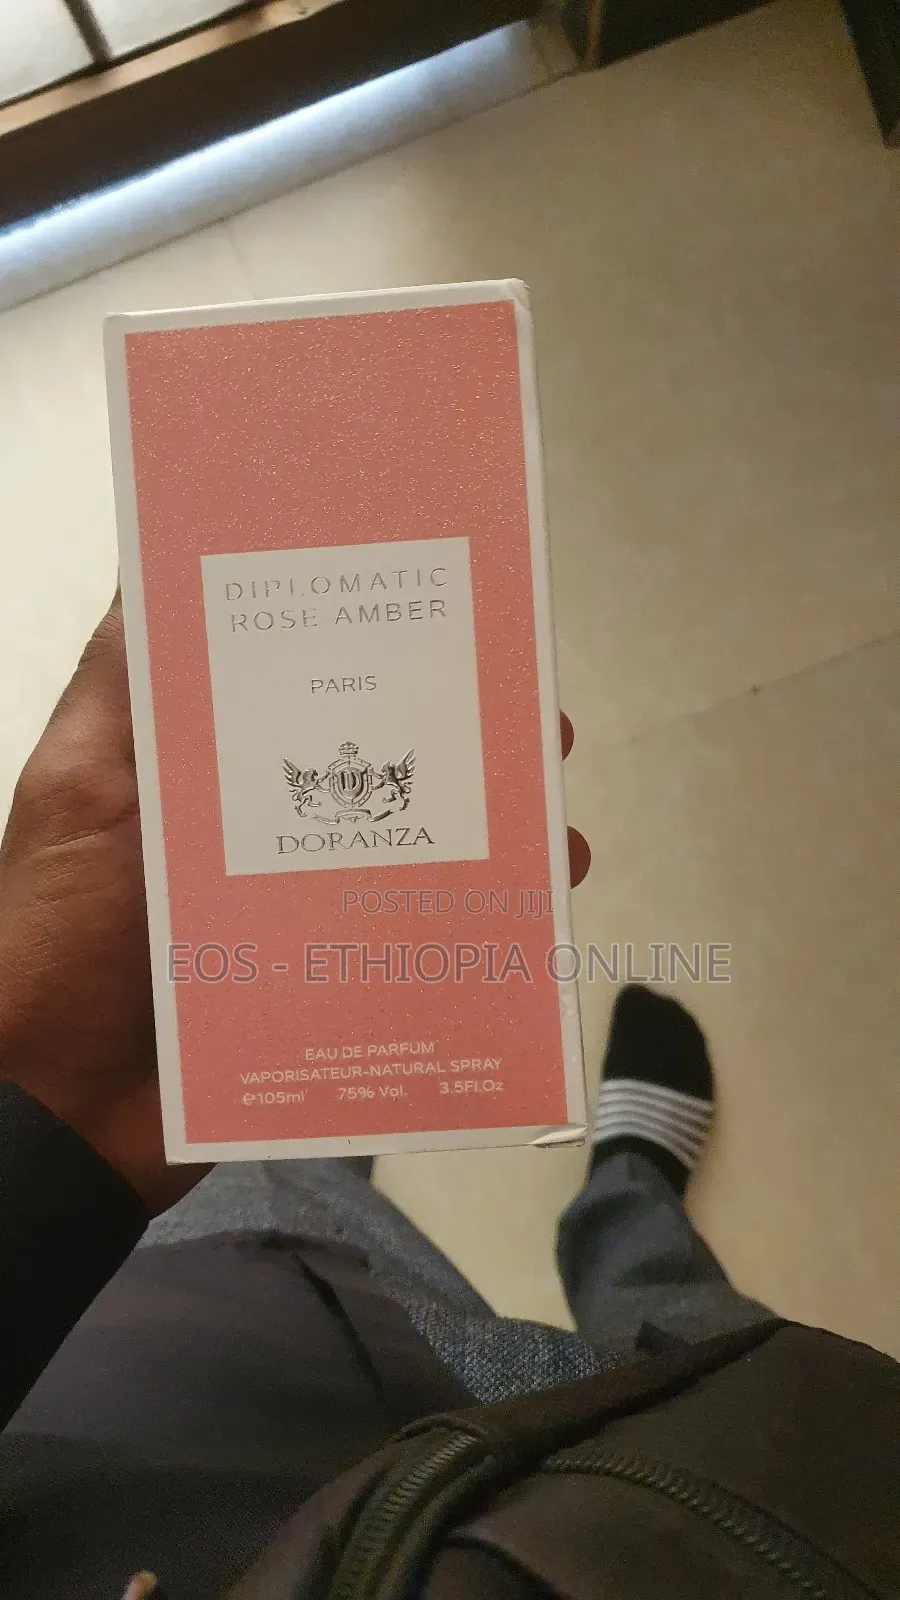 DIPLOMATIC
ROSE AMBER
PARIS
D
DORANZA
POSTED ON JIJI
EOS - ETHIOPIA ONLINE
EAU DE PARFUM
VAPORISATEUR-NATURAL SPRAY
℮105ml 75% Vol. 3.5Fl.Oz